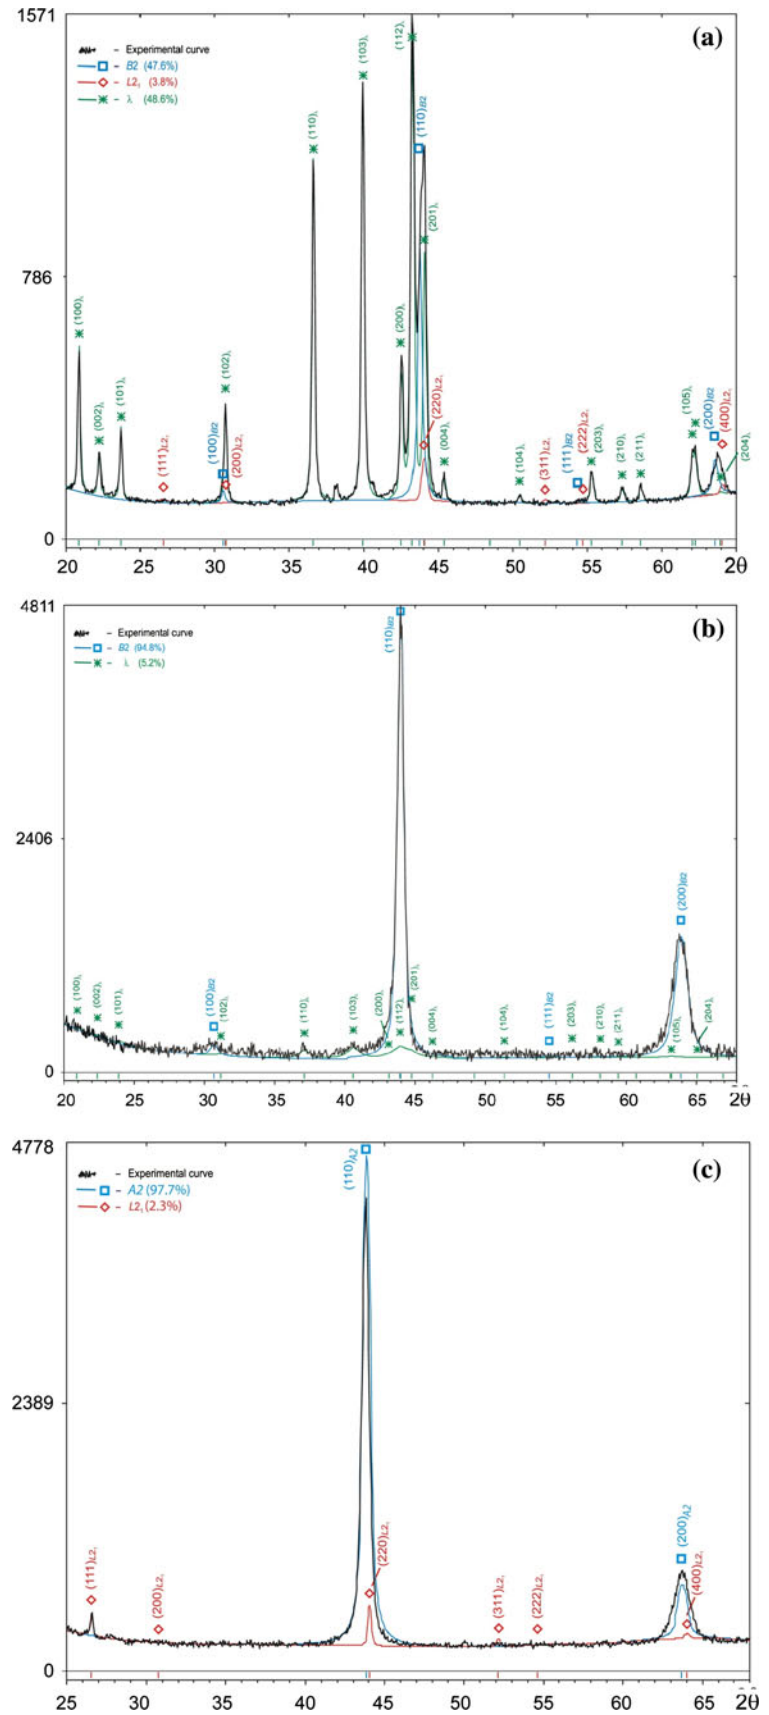 1571
(a)
Experimental curve
B2 (47.6%)
L2₁ (3.8%)
λ (48.6%)
786
0
(100)λ
(002)λ
(101)λ
(111)L2₁
(100)B2
(102)λ
(200)L2₁
(110)λ
(103)λ
(200)λ
(112)λ
(110)B2
(201)λ
(220)L2₁
(004)λ
(104)λ
(311)L2₁
(111)B2
(222)L2₁
(203)λ
(210)λ
(211)λ
(105)λ
(200)B2
(400)L2₁
(204)λ
20 25 30 35 40 45 50 55 60 2θ
4811
(b)
Experimental curve
B2 (94.8%)
λ (5.2%)
2406
0
(100)λ
(002)λ
(101)λ
(100)B2
(102)λ
(110)λ
(103)λ
(200)λ
(110)B2
(112)λ
(201)λ
(004)λ
(104)λ
(111)B2
(203)λ
(210)λ
(211)λ
(105)λ
(200)B2
(204)λ
20 25 30 35 40 45 50 55 60 65 2θ
4778
(c)
Experimental curve
A2 (97.7%)
L2₁ (2.3%)
2389
0
(111)L2₁
(200)L2₁
(110)A2
(220)L2₁
(311)L2₁
(222)L2₁
(200)A2
(400)L2₁
25 30 35 40 45 50 55 60 65 2θ